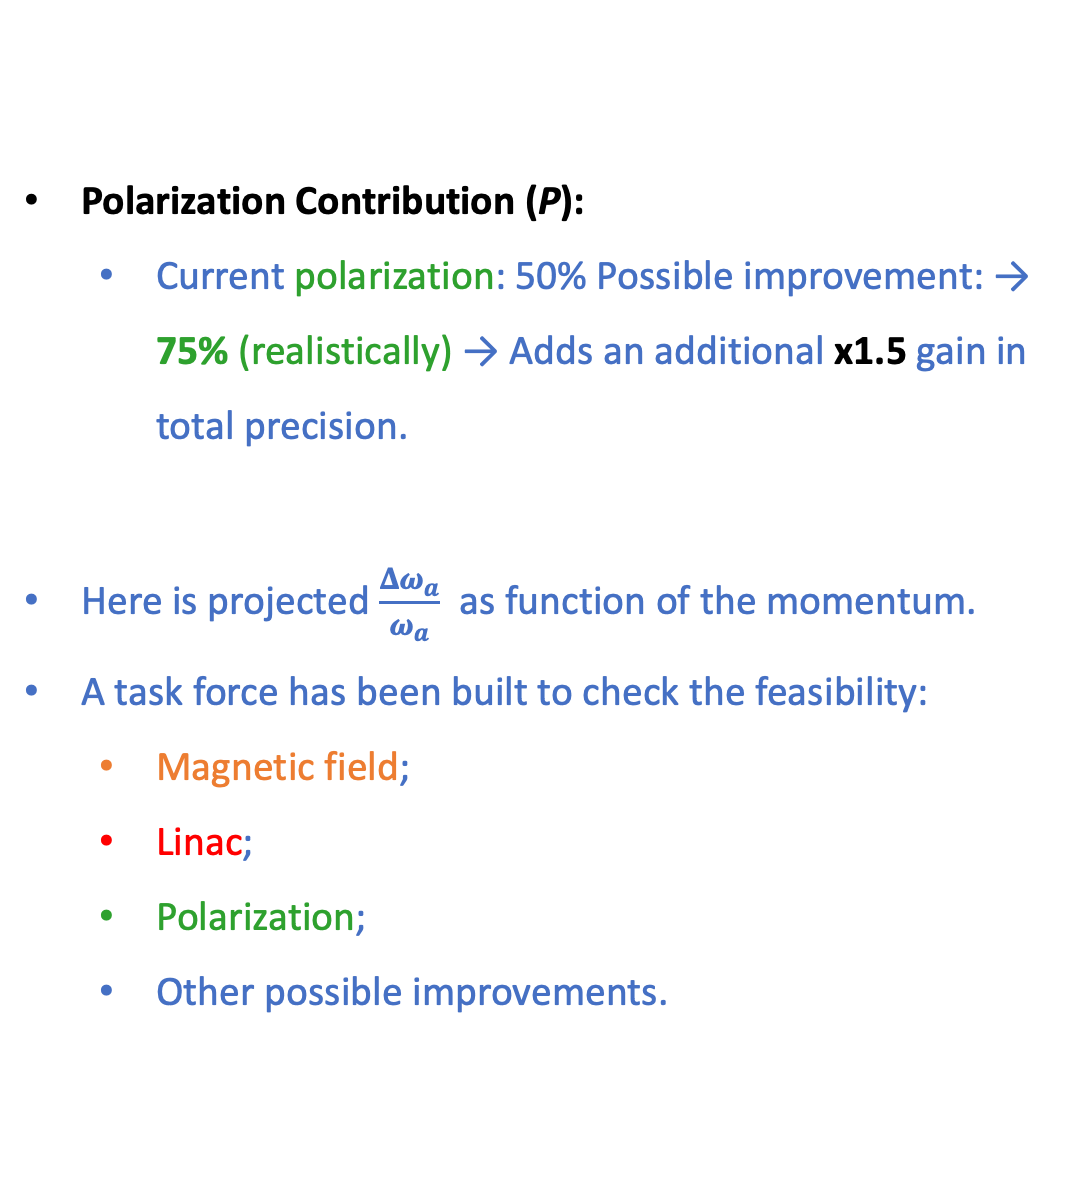 • Polarization Contribution (P):
• Current polarization: 50% Possible improvement: →
75% (realistically) → Adds an additional x1.5 gain in
total precision.
• Here is projected Δωa/ωa as function of the momentum.
• A task force has been built to check the feasibility:
• Magnetic field;
• Linac;
• Polarization;
• Other possible improvements.